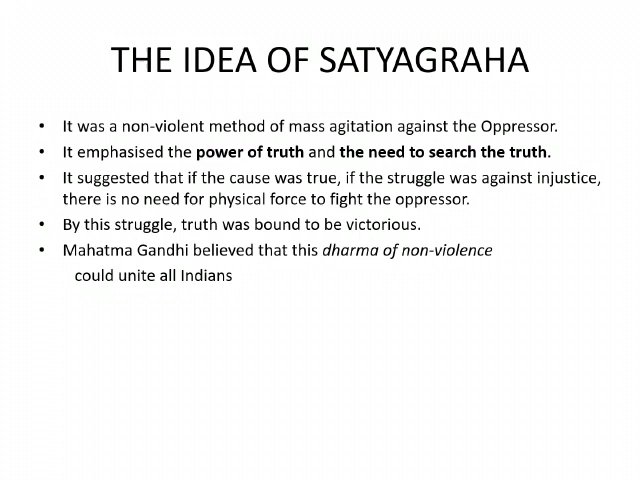 THE IDEA OF SATYAGRAHA
• It was a non-violent method of mass agitation against the Oppressor.
• It emphasised the power of truth and the need to search the truth.
• It suggested that if the cause was true, if the struggle was against injustice,
there is no need for physical force to fight the oppressor.
• By this struggle, truth was bound to be victorious.
• Mahatma Gandhi believed that this dharma of non-violence
could unite all Indians